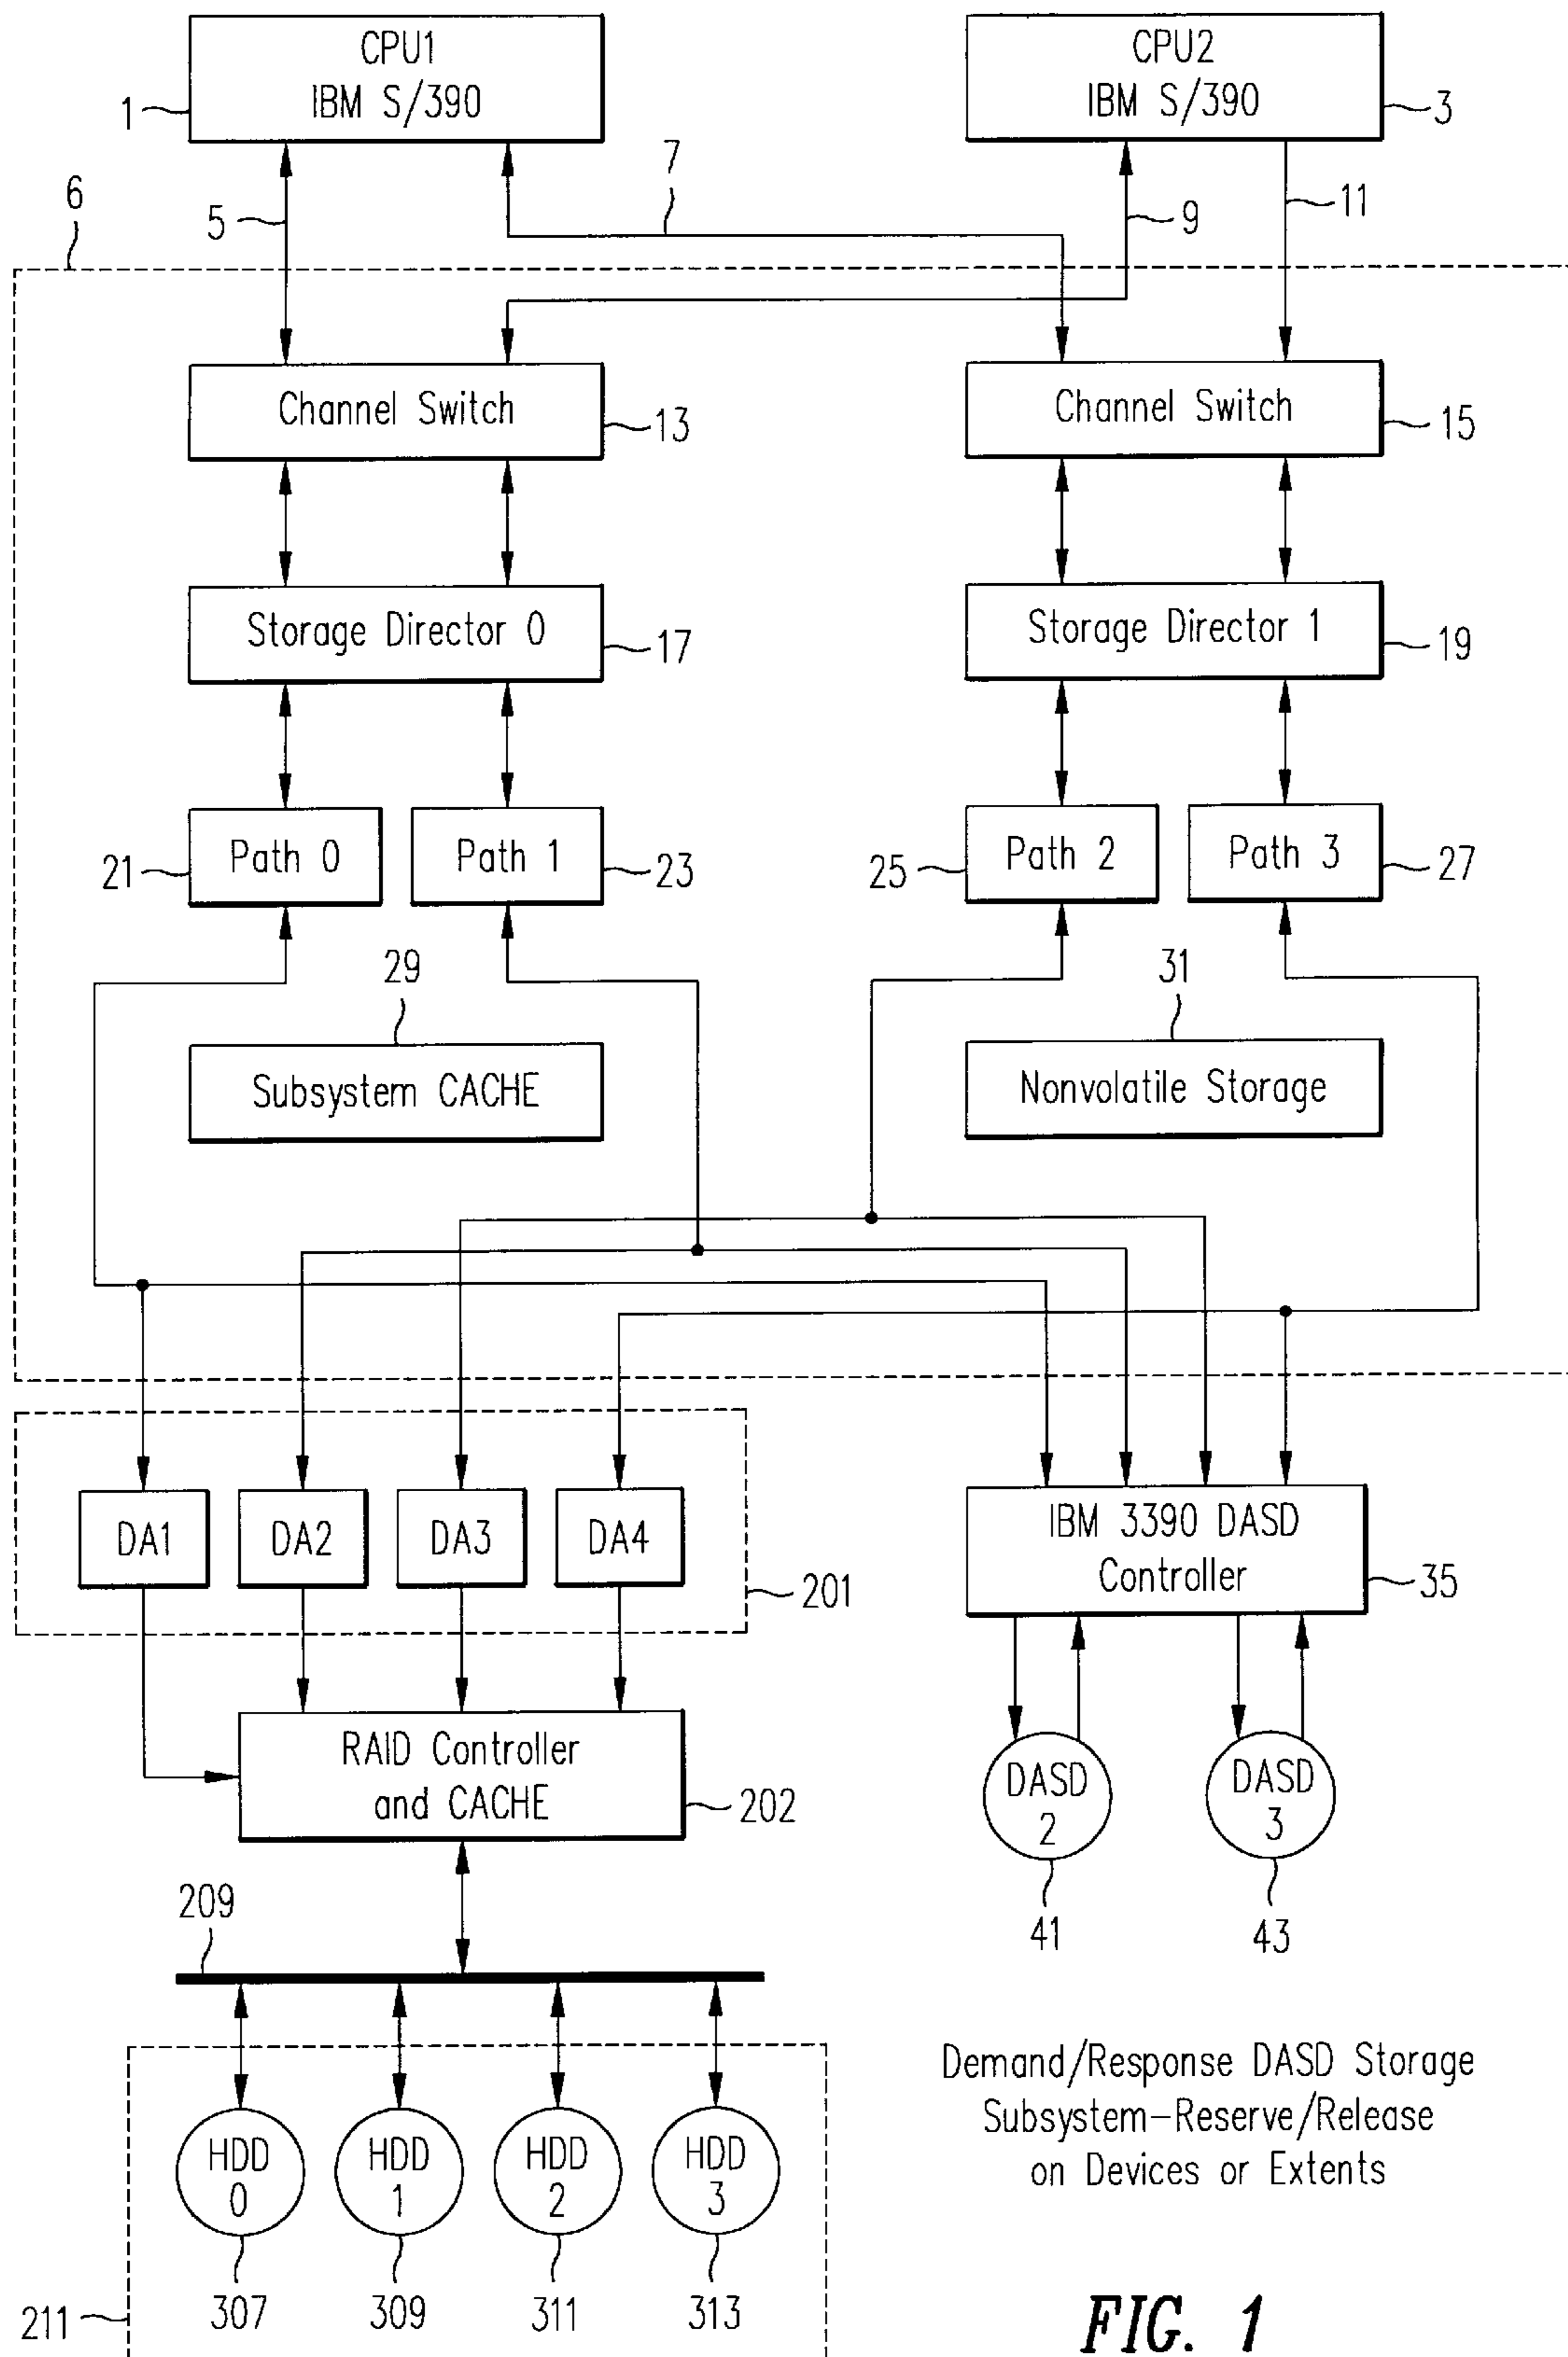 CPU1
IBM S/390
1
CPU2
IBM S/390
3
6
5
7
9
11
Channel Switch
13
Channel Switch
15
Storage Director 0
17
Storage Director 1
19
21
Path 0
Path 1
23
25
Path 2
Path 3
27
29
31
Subsystem CACHE
Nonvolatile Storage
DA1
DA2
DA3
DA4
201
IBM 3390 DASD
Controller
35
RAID Controller
and CACHE
202
DASD
2
DASD
3
41
43
209
HDD
0
HDD
1
HDD
2
HDD
3
307
309
311
313
211
Demand/Response DASD Storage
Subsystem-Reserve/Release
on Devices or Extents
FIG. 1